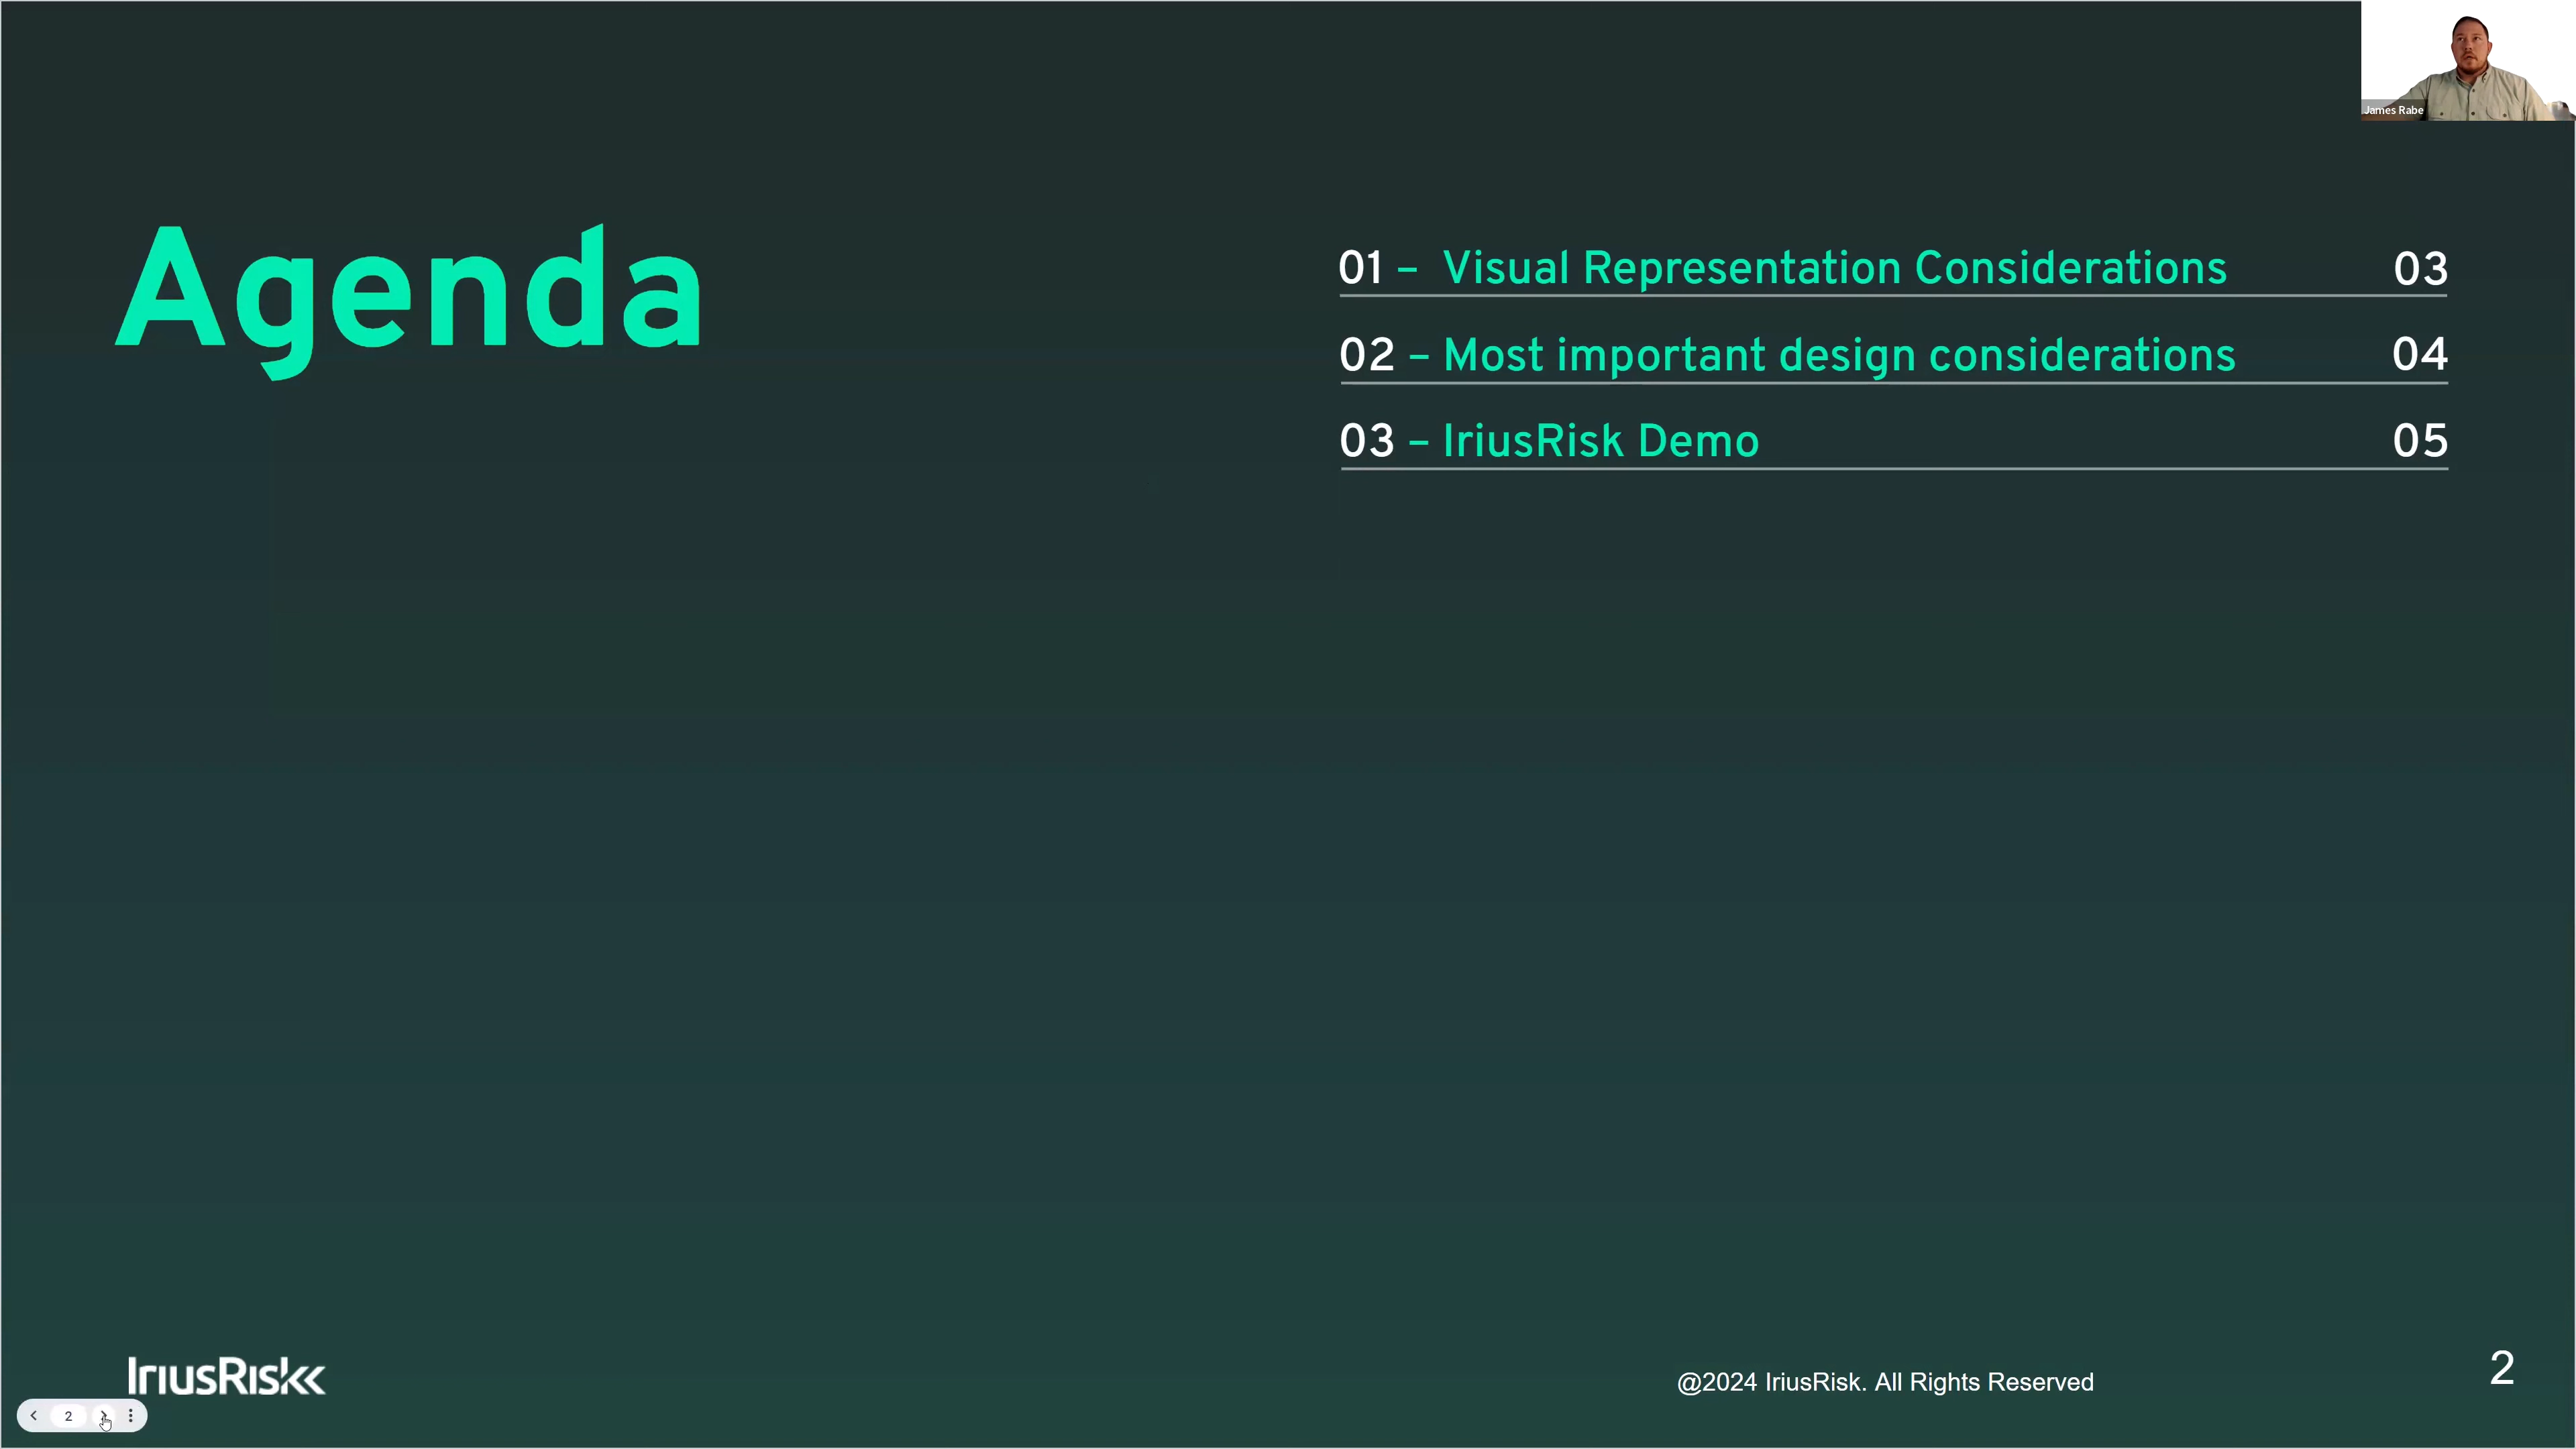 James Rabe
Agenda
01 – Visual Representation Considerations 03
02 – Most important design considerations 04
03 – IriusRisk Demo 05
IriusRisk
@2024 IriusRisk. All Rights Reserved
2
2